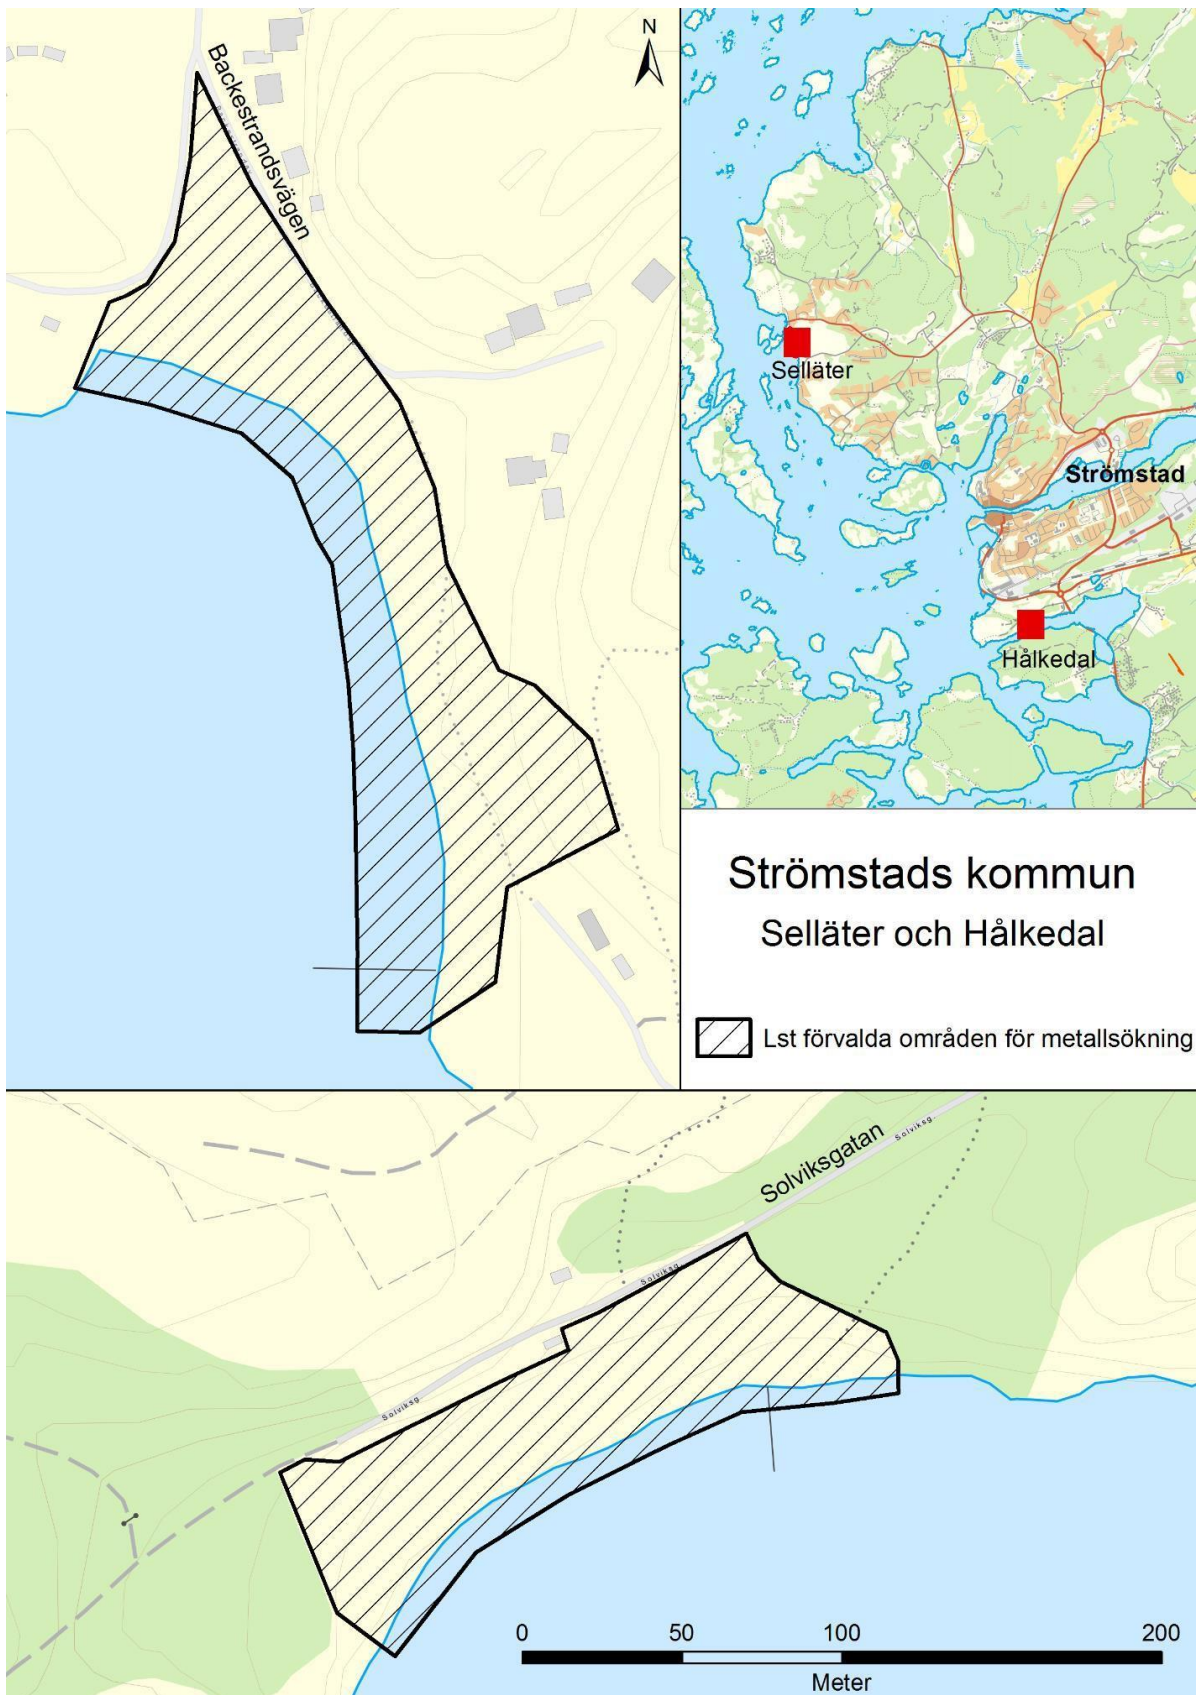 N
Backestrandsvägen
Selläter
Strömstad
Hålkedal
Strömstads kommun
Selläter och Hålkedal
Lst förvalda områden för metallsökning
Solviksgatan
Solviksg.
Solviksg.
Solviksg.
0 50 100 200
Meter